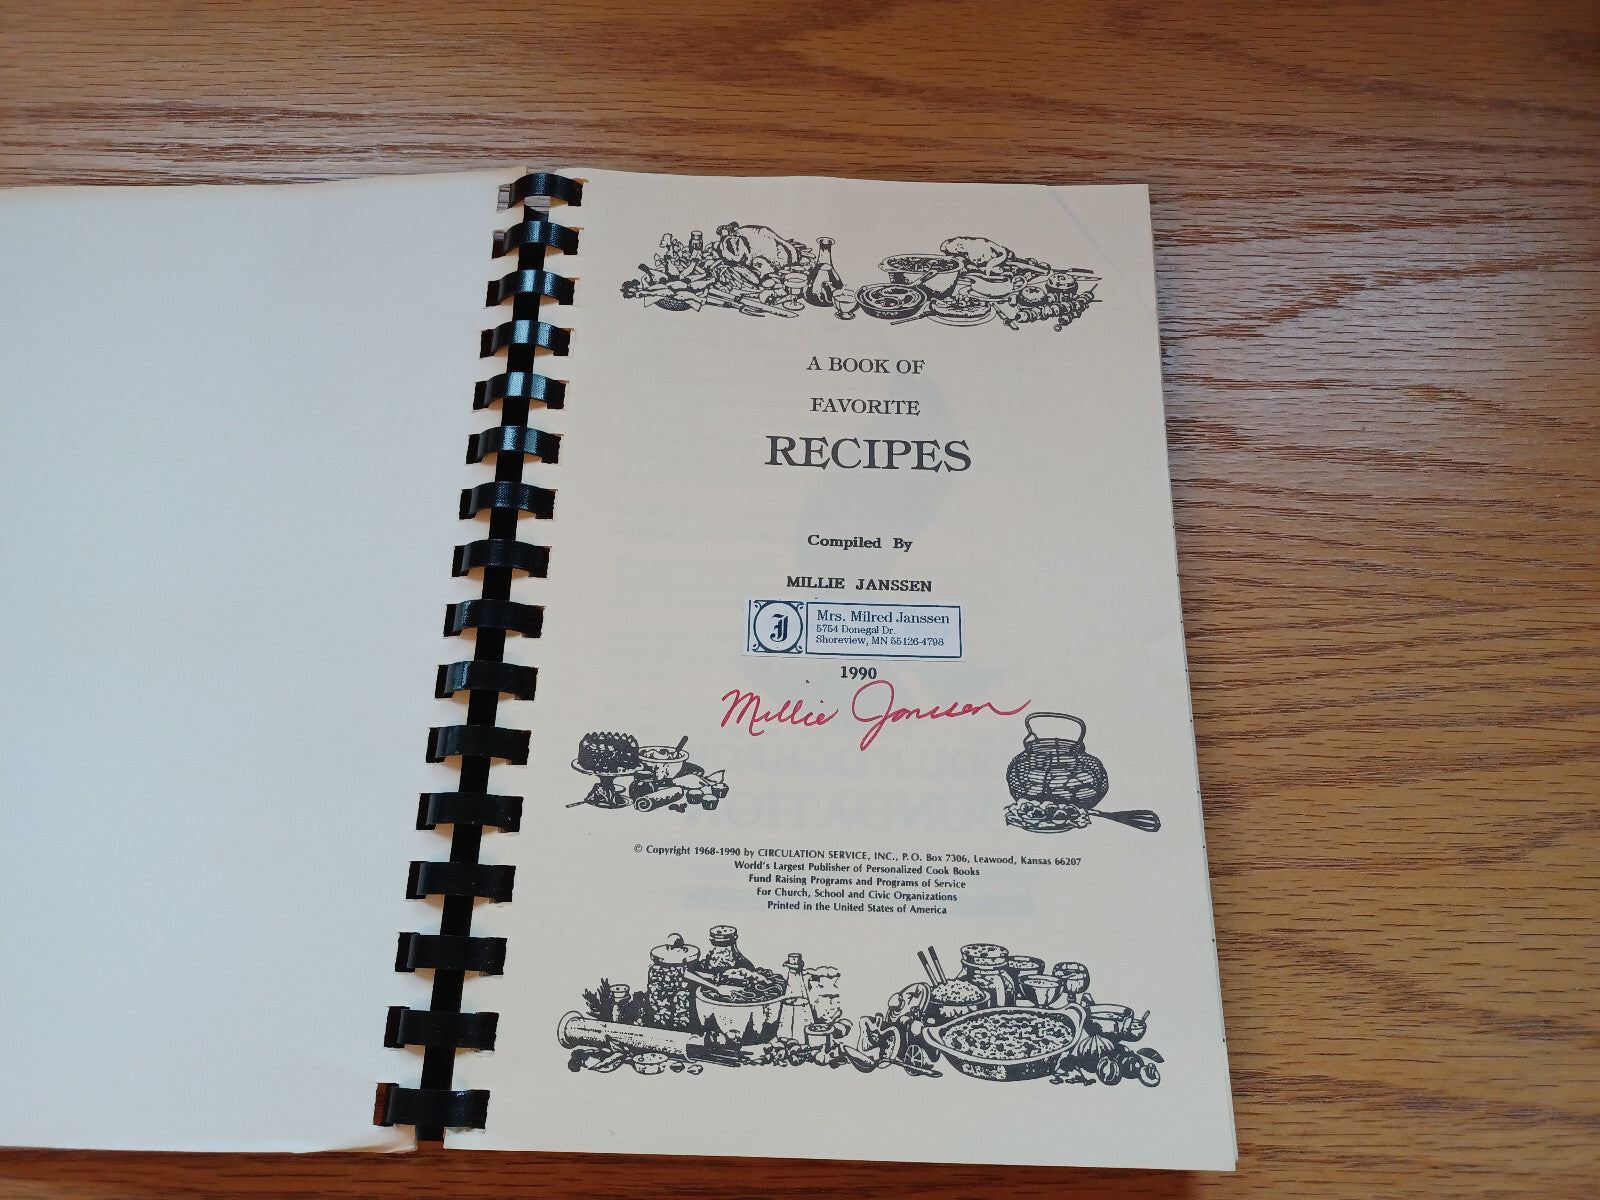 A BOOK OF
FAVORITE
RECIPES
Compiled By
MILLIE JANSSEN
J
Mrs. Milred Janssen
5754 Donegal Dr.
Shoreview, MN 55126-4798
1990
Millie Janssen
© Copyright 1968-1990 by CIRCULATION SERVICE, INC., P. O. Box 7306, Leawood, Kansas 66207
World's Largest Publisher of Personalized Cook Books
Fund Raising Programs and Programs of Service
For Church, School and Civic Organizations
Printed in the United States of America